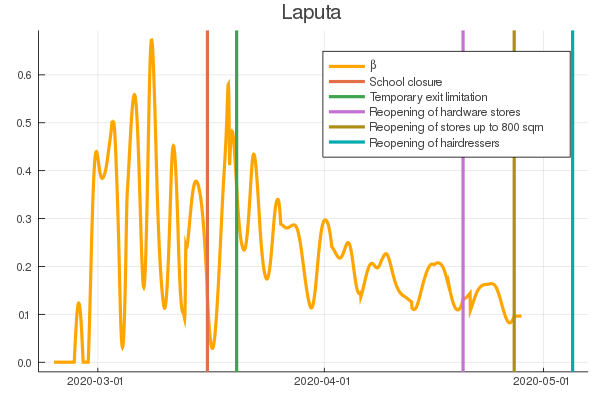 Laputa
β
School closure
Temporary exit limitation
Reopening of hardware stores
Reopening of stores up to 800 sqm
Reopening of hairdressers
0.6
0.5
0.4
0.3
0.2
0.1
0.0
2020-03-01
2020-04-01
2020-05-01